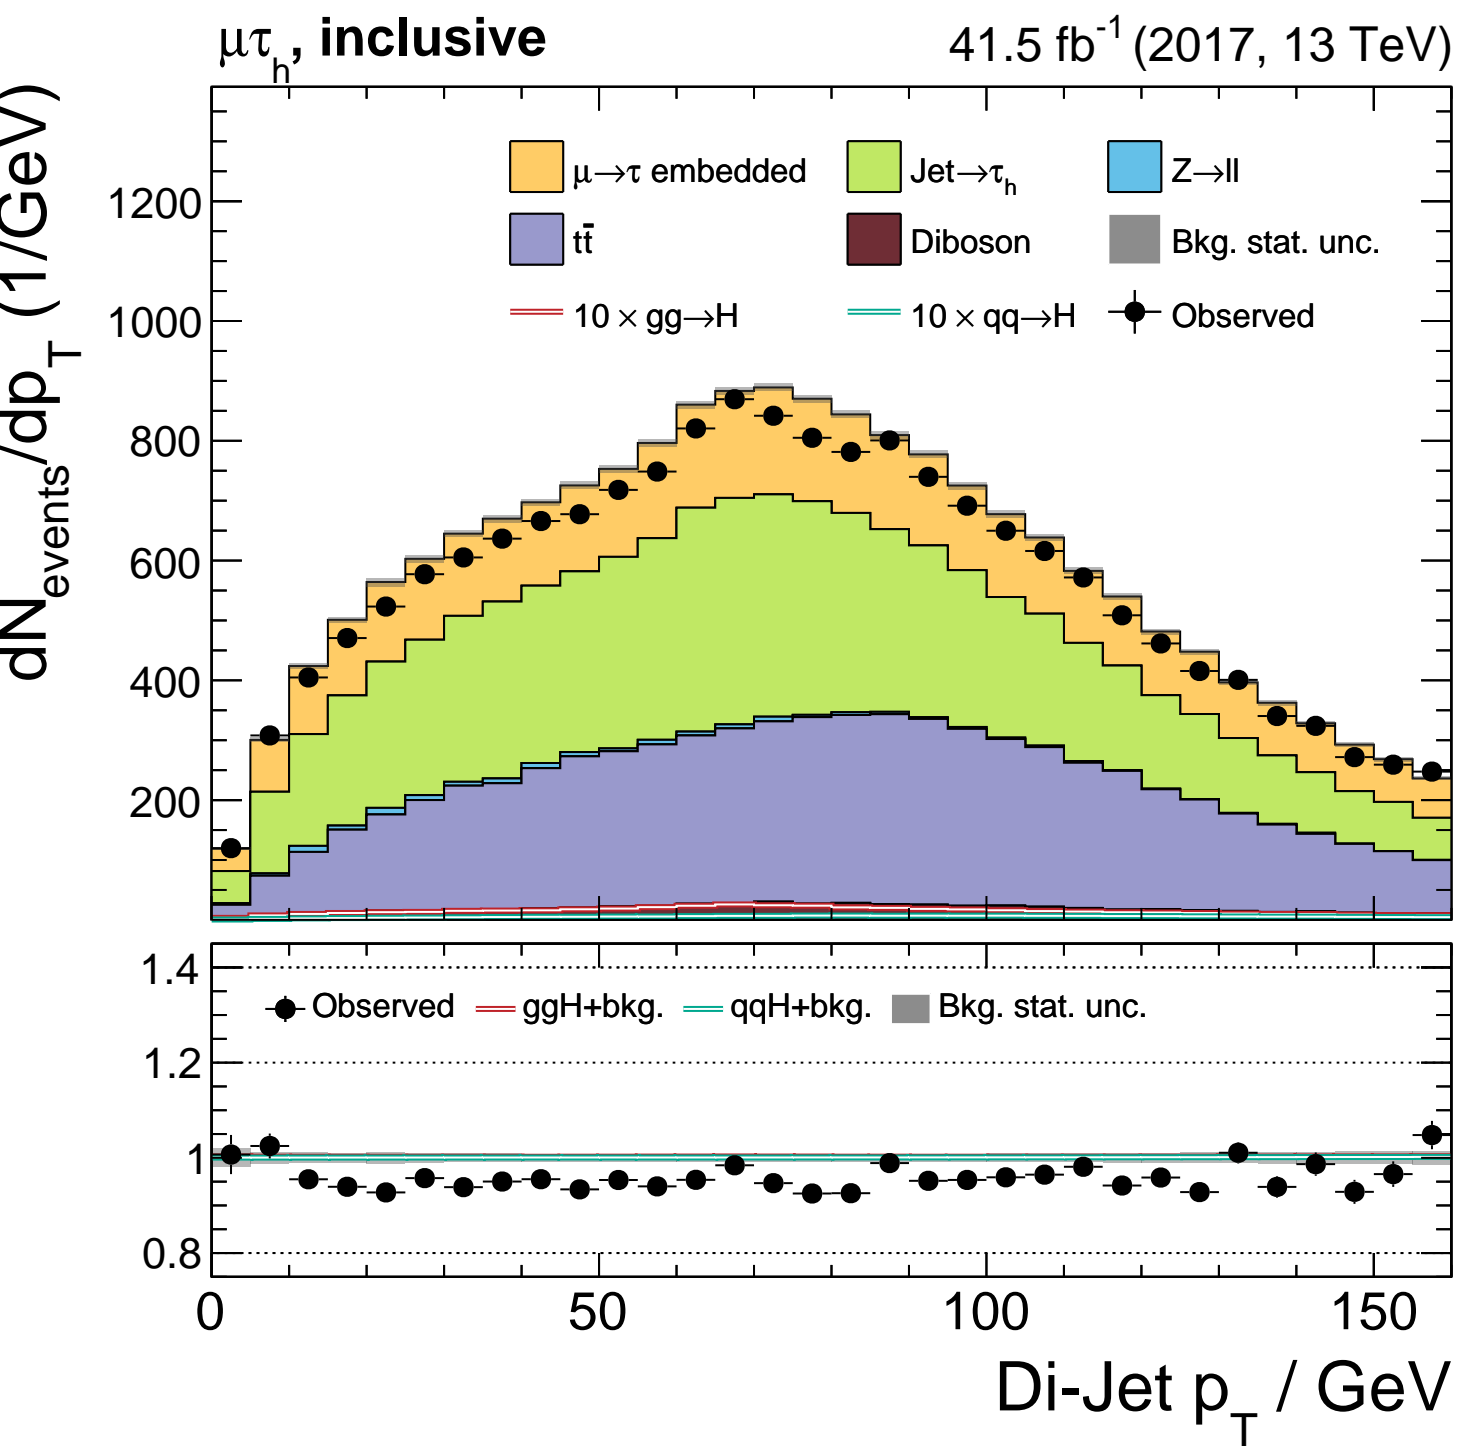 μτh, inclusive
41.5 fb-1 (2017, 13 TeV)
dNevents/dpT (1/GeV)
μ→τ embedded
Jet→τh
Z→ll
tt̄
Diboson
Bkg. stat. unc.
10 × gg→H
10 × qq→H
Observed
1200
1000
800
600
400
200
1.4
Observed
ggH+bkg.
qqH+bkg.
Bkg. stat. unc.
1.2
1
0.8
0
50
100
150
Di-Jet pT / GeV